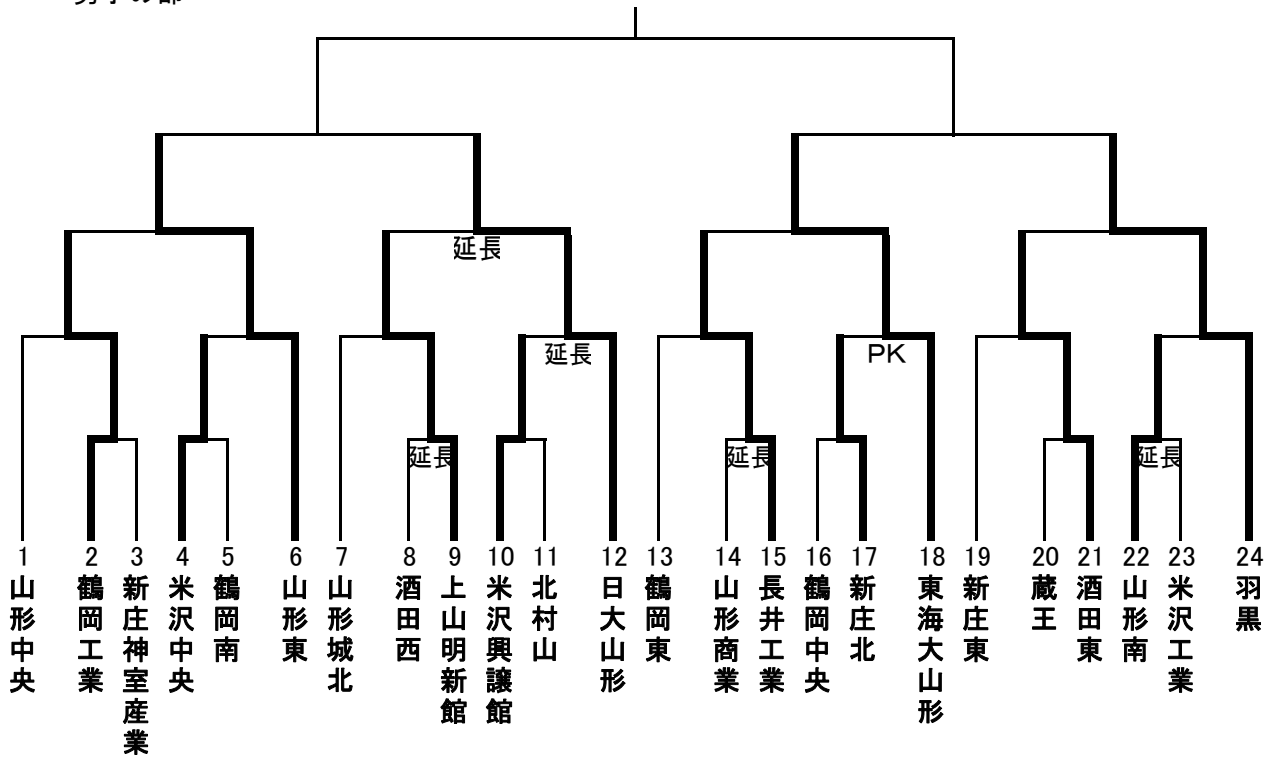 延長
延長
PK
延長
延長
延長
1 山形中央
2 鶴岡工業
3 新庄神室産業
4 米沢中央
5 鶴岡南
6 山形東
7 山形城北
8 酒田西
9 上山明新館
10 米沢興譲館
11 北村山
12 日大山形
13 鶴岡東
14 山形商業
15 長井工業
16 鶴岡中央
17 新庄北
18 東海大山形
19 新庄東
20 蔵王
21 酒田東
22 山形南
23 米沢工業
24 羽黒